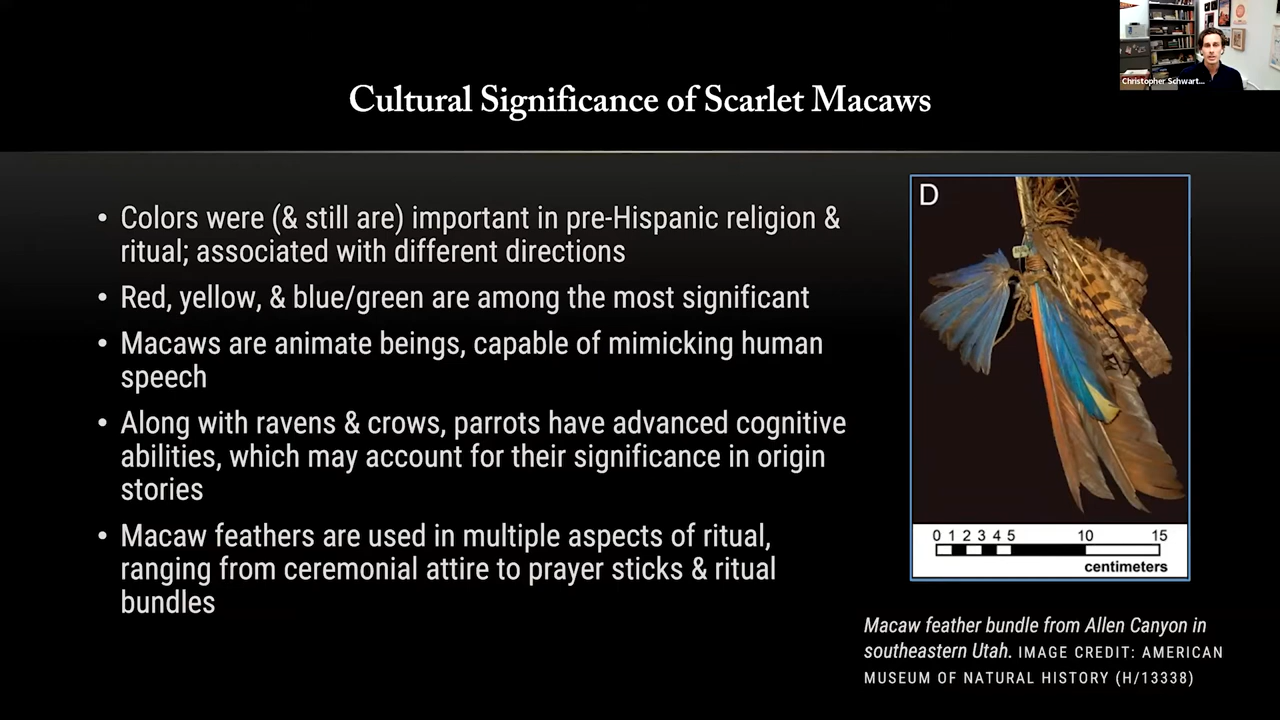 Christopher Schwart...
Cultural Significance of Scarlet Macaws
• Colors were (& still are) important in pre-Hispanic religion &
ritual; associated with different directions
• Red, yellow, & blue/green are among the most significant
• Macaws are animate beings, capable of mimicking human
speech
• Along with ravens & crows, parrots have advanced cognitive
abilities, which may account for their significance in origin
stories
• Macaw feathers are used in multiple aspects of ritual,
ranging from ceremonial attire to prayer sticks & ritual
bundles
D
0 1 2 3 4 5 10 15
centimeters
Macaw feather bundle from Allen Canyon in
southeastern Utah. IMAGE CREDIT: AMERICAN
MUSEUM OF NATURAL HISTORY (H/13338)